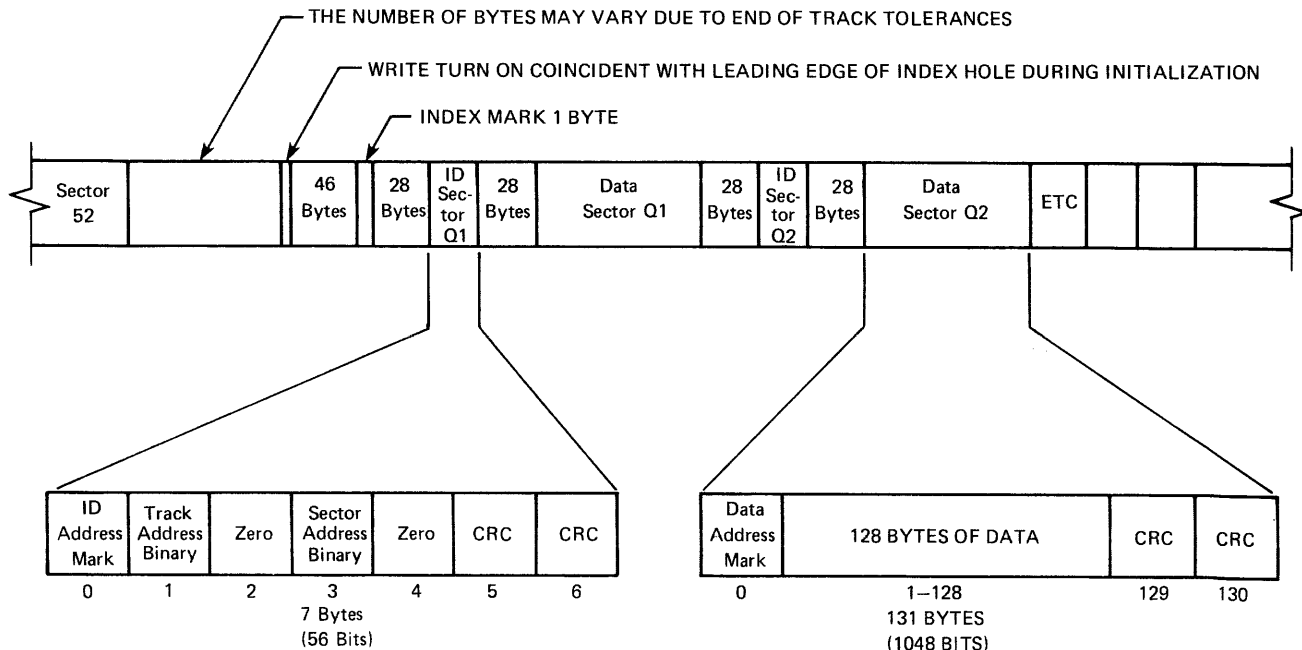 THE NUMBER OF BYTES MAY VARY DUE TO END OF TRACK TOLERANCES
WRITE TURN ON COINCIDENT WITH LEADING EDGE OF INDEX HOLE DURING INITIALIZATION
INDEX MARK 1 BYTE
Sector
52
46
Bytes
28
Bytes
ID
Sec-
tor
Q1
28
Bytes
Data
Sector Q1
28
Bytes
ID
Sec-
tor
Q2
28
Bytes
Data
Sector Q2
ETC
ID
Address
Mark
Track
Address
Binary
Zero
Sector
Address
Binary
Zero
CRC
CRC
0 1 2 3 4 5 6
7 Bytes
(56 Bits)
Data
Address
Mark
128 BYTES OF DATA
CRC
CRC
0 1–128 129 130
131 BYTES
(1048 BITS)